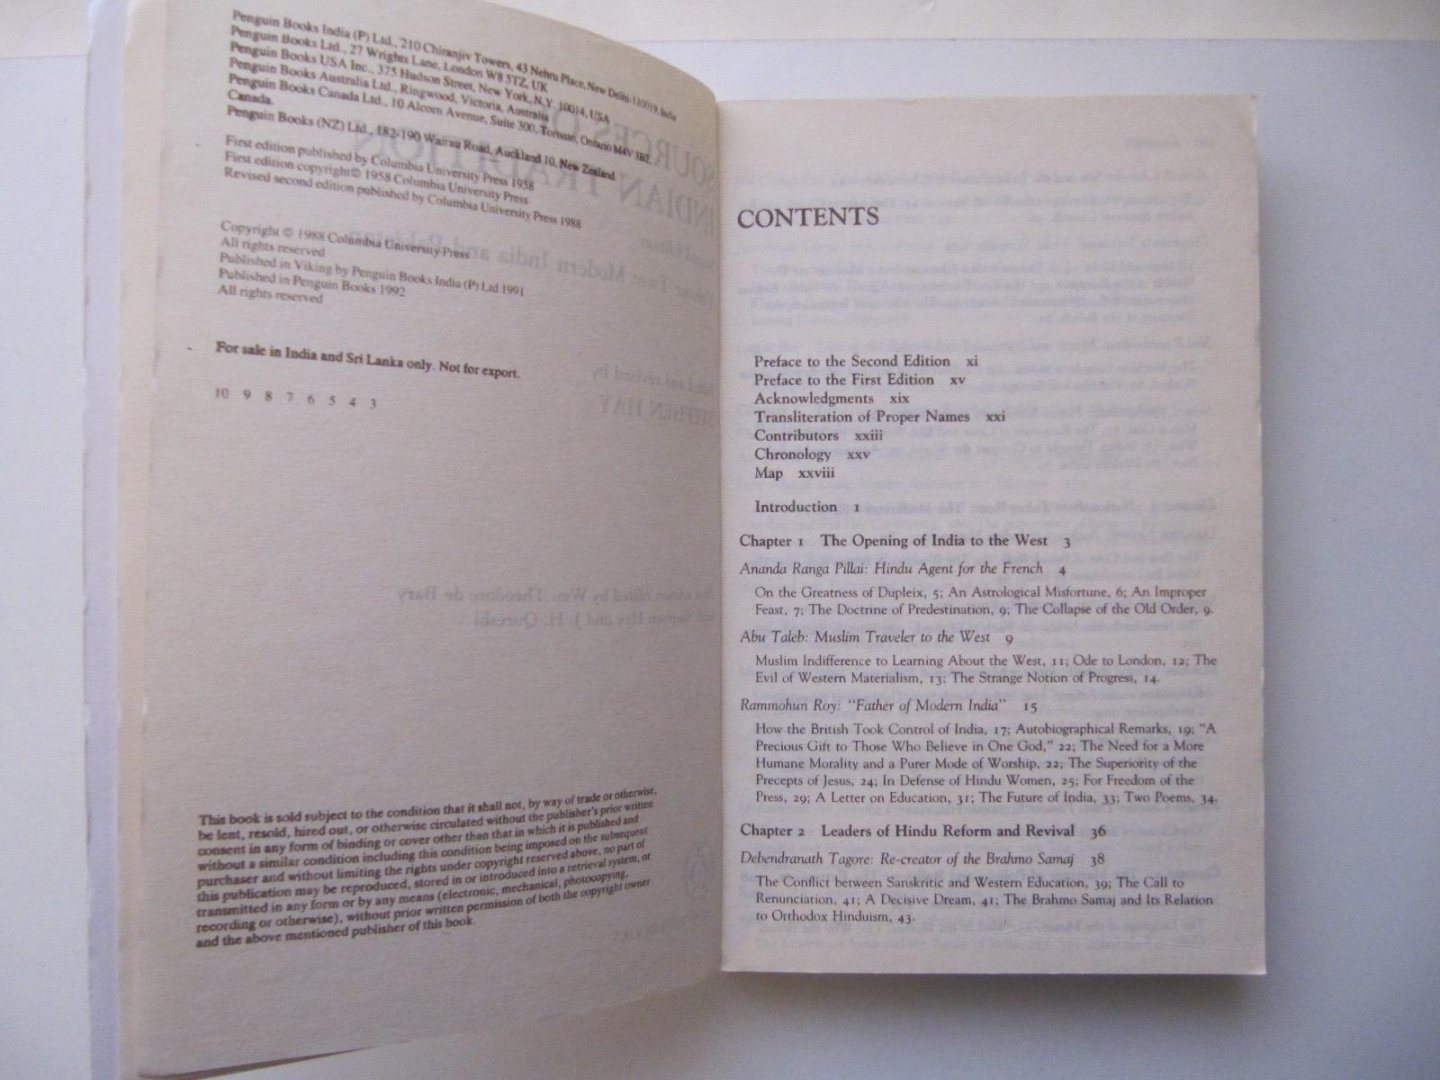 Penguin Books India (P) Ltd., 210 Chiranjiv Towers, 43 Nehru Place, New Delhi-110019, India
Penguin Books Ltd., 27 Wrights Lane, London W8 5TZ, UK
Penguin Books USA Inc., 375 Hudson Street, New York, N.Y. 10014, USA
Penguin Books Australia Ltd., Ringwood, Victoria, Australia
Penguin Books Canada Ltd., 10 Alcorn Avenue, Suite 300, Toronto, Ontario M4V 3B2,
Canada.
Penguin Books (NZ) Ltd., 182-190 Wairau Road, Auckland 10, New Zealand.
First edition published by Columbia University Press 1958
First edition copyright© 1958 Columbia University Press
Revised second edition published by Columbia University Press 1988
Copyright © 1988 Columbia University Press
All rights reserved
Published in Viking by Penguin Books India (P) Ltd 1991
Published in Penguin Books 1992
All rights reserved
For sale in India and Sri Lanka only. Not for export.
10 9 8 7 6 5 4 3
This book is sold subject to the condition that it shall not, by way of trade or otherwise,
be lent, resold, hired out, or otherwise circulated without the publisher's prior written
consent in any form of binding or cover other than that in which it is published and
without a similar condition including this condition being imposed on the subsequent
purchaser and without limiting the rights under copyright reserved above, no part of
this publication may be reproduced, stored in or introduced into a retrieval system, or
transmitted in any form or by any means (electronic, mechanical, photocopying,
recording or otherwise), without prior written permission of both the copyright owner
and the above mentioned publisher of this book.
CONTENTS
Preface to the Second Edition xi
Preface to the First Edition xv
Acknowledgments xix
Transliteration of Proper Names xxi
Contributors xxiii
Chronology xxv
Map xxviii
Introduction 1
Chapter 1 The Opening of India to the West 3
Ananda Ranga Pillai: Hindu Agent for the French 4
On the Greatness of Dupleix, 5; An Astrological Misfortune, 6; An Improper
Feast, 7; The Doctrine of Predestination, 9; The Collapse of the Old Order, 9.
Abu Taleb: Muslim Traveler to the West 9
Muslim Indifference to Learning About the West, 11; Ode to London, 12; The
Evil of Western Materialism, 13; The Strange Notion of Progress, 14.
Rammohun Roy: "Father of Modern India" 15
How the British Took Control of India, 17; Autobiographical Remarks, 19; "A
Precious Gift to Those Who Believe in One God," 22; The Need for a More
Humane Morality and a Purer Mode of Worship, 22; The Superiority of the
Precepts of Jesus, 24; In Defense of Hindu Women, 25; For Freedom of the
Press, 29; A Letter on Education, 31; The Future of India, 33; Two Poems, 34.
Chapter 2 Leaders of Hindu Reform and Revival 36
Debendranath Tagore: Re-creator of the Brahmo Samaj 38
The Conflict between Sanskritic and Western Education, 39; The Call to
Renunciation, 41; A Decisive Dream, 41; The Brahmo Samaj and Its Relation
to Orthodox Hinduism, 43.